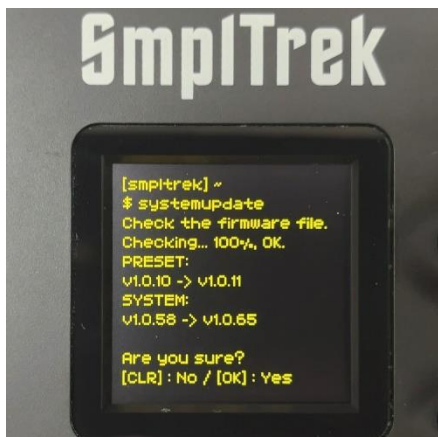 SmplTrek
[smpltrek] ~
$ systemupdate
Check the firmware file.
Checking... 100%, OK.
PRESET:
v1.0.10 -> v1.0.11
SYSTEM:
v1.0.58 -> v1.0.65
Are you sure?
[CLR] : No / [OK] : Yes